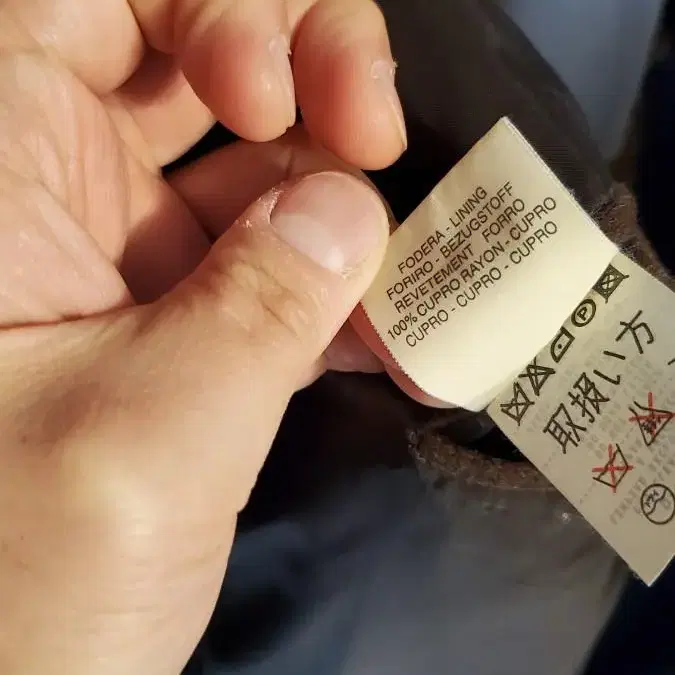 FODERA - LINING
FORIRO - BEZUGSTOFF
REVETEMENT FORRO
100% CUPRO RAYON - CUPRO
CUPRO - CUPRO - CUPRO
P
取扱い方